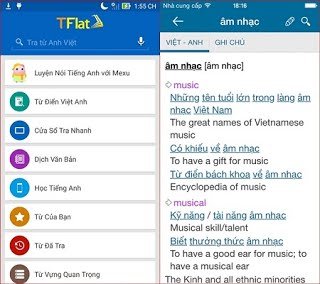 1:55 CH
TFlat
Tra từ Anh Việt
Luyện Nói Tiếng Anh với Mexu
Từ Điển Việt Anh
Cửa Sổ Tra Nhanh
Dịch Văn Bản
Học Tiếng Anh
Từ Của Bạn
Từ Đã Tra
Từ Vựng Quan Trọng
Nhà cung cấp 18:16
âm nhạc
VIỆT - ANH GHI CHÚ
âm nhạc [âm nhạc]
music
Những tên tuổi lớn trong làng âm
nhạc Việt Nam
The great names of Vietnamese
music
Có khiếu về âm nhạc
To have a gift for music
Từ điển bách khoa về âm nhạc
Encyclopedia of music
musical
Kỹ năng / tài năng âm nhạc
Musical skill/talent
Biết thưởng thức âm nhạc
To have a good ear for music; to
have a musical ear
The Kinh and all ethnic minorities